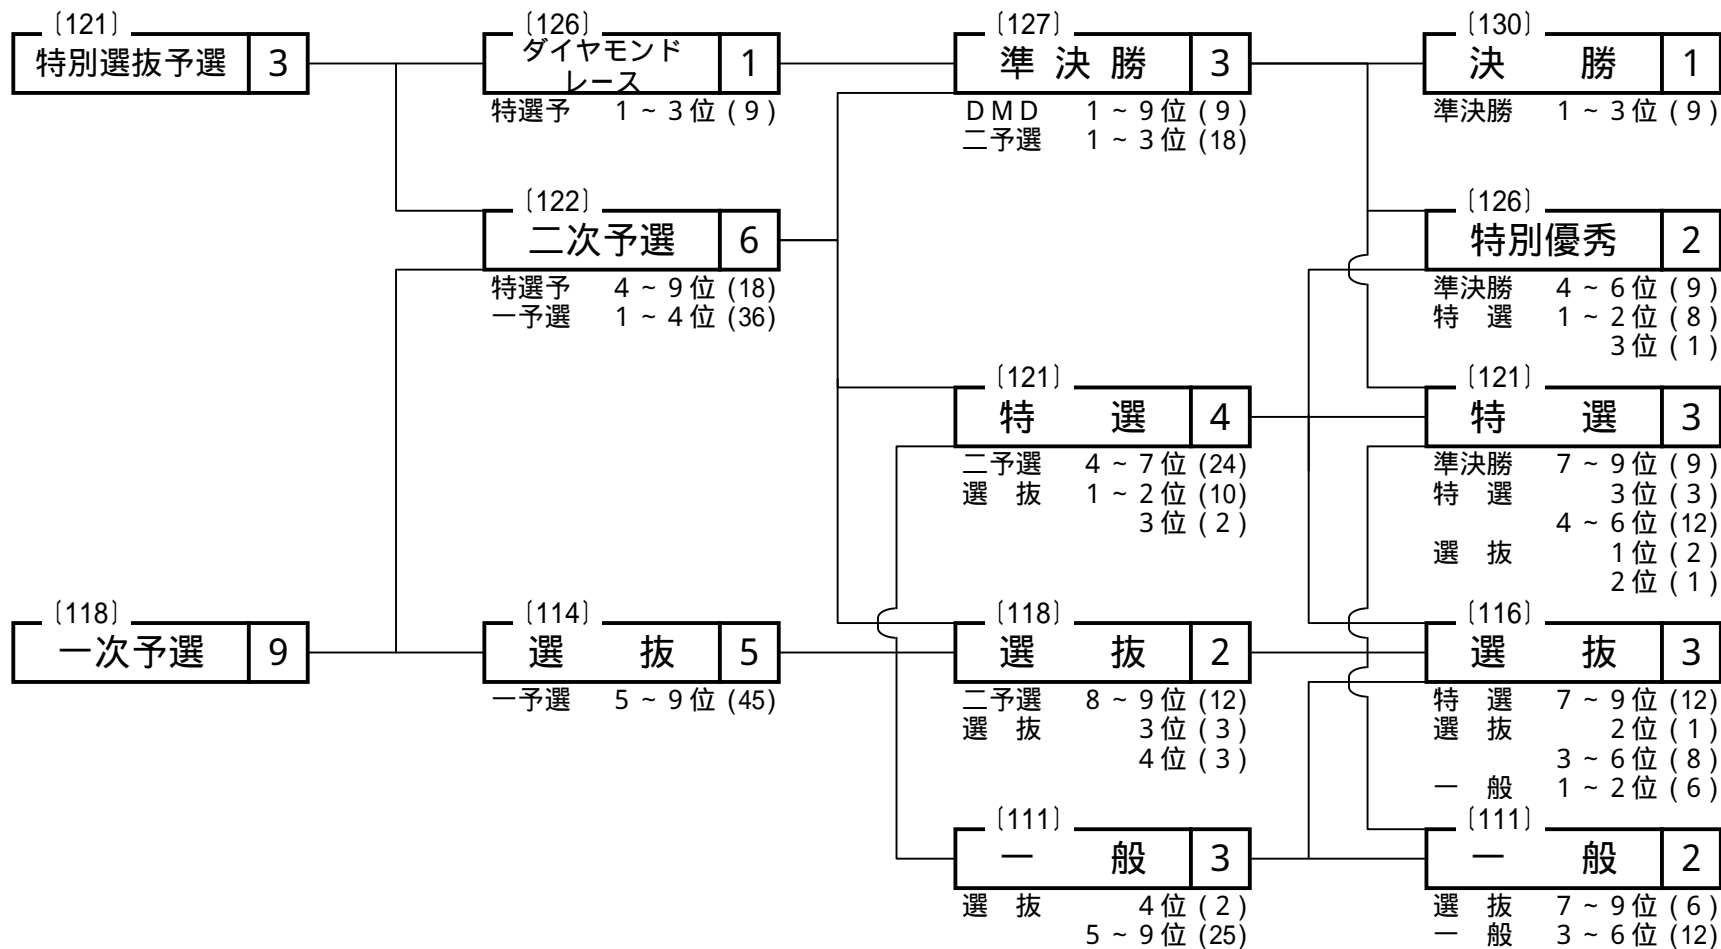 〔121〕
特別選抜予選 3
〔126〕
ダイヤモンド
レース 1
特選予 1 ~ 3位 ( 9 )
〔127〕
準 決 勝 3
DMD 1 ~ 9位 ( 9 )
二予選 1 ~ 3位 (18)
〔130〕
決 勝 1
準決勝 1 ~ 3位 ( 9 )
〔122〕
二次予選 6
特選予 4 ~ 9位 (18)
一予選 1 ~ 4位 (36)
〔126〕
特別優秀 2
準決勝 4 ~ 6位 ( 9 )
特 選 1 ~ 2位 ( 8 )
3位 ( 1 )
〔121〕
特 選 4
二予選 4 ~ 7位 (24)
選 抜 1 ~ 2位 (10)
3位 ( 2 )
〔121〕
特 選 3
準決勝 7 ~ 9位 ( 9 )
特 選 3位 ( 3 )
4 ~ 6位 (12)
選 抜 1位 ( 2 )
2位 ( 1 )
〔118〕
一次予選 9
〔114〕
選 抜 5
一予選 5 ~ 9位 (45)
〔118〕
選 抜 2
二予選 8 ~ 9位 (12)
選 抜 3位 ( 3 )
4位 ( 3 )
〔116〕
選 抜 3
特 選 7 ~ 9位 (12)
選 抜 2位 ( 1 )
3 ~ 6位 ( 8 )
一 般 1 ~ 2位 ( 6 )
〔111〕
一 般 3
選 抜 4位 ( 2 )
5 ~ 9位 (25)
〔111〕
一 般 2
選 抜 7 ~ 9位 ( 6 )
一 般 3 ~ 6位 (12)